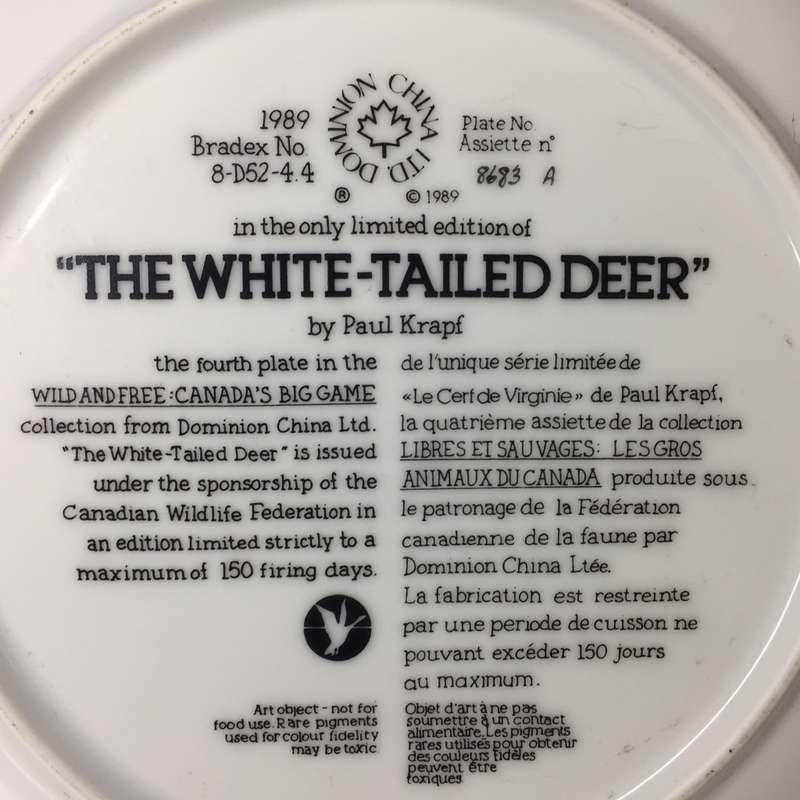 1989
Bradex No.
8-D52-4.4
DOMINION CHINA LTD.
®
© 1989
Plate No
Assiette n°
8683 A
in the only limited edition of
"THE WHITE-TAILED DEER"
by Paul Krapf
the fourth plate in the
WILD AND FREE: CANADA'S BIG GAME
collection from Dominion China Ltd.
"The White-Tailed Deer" is issued
under the sponsorship of the
Canadian Wildlife Federation in
an edition limited strictly to a
maximum of 150 firing days.
Art object - not for
food use. Rare pigments
used for colour fidelity
may be toxic
de l'unique série limitée de
«Le Cerf de Virginie» de Paul Krapf,
la quatrième assiette de la collection
LIBRES ET SAUVAGES: LES GROS
ANIMAUX DU CANADA produite sous
le patronage de la Fédération
canadienne de la faune par
Dominion China Ltée.
La fabrication est restreinte
par une periode de cuisson ne
pouvant excéder 150 jours
au maximum.
Objet d'art à ne pas
soumettre à un contact
alimentaire. Les pigments
rares utilisés pour obtenir
des couleurs fidèles
peuvent être
toxiques